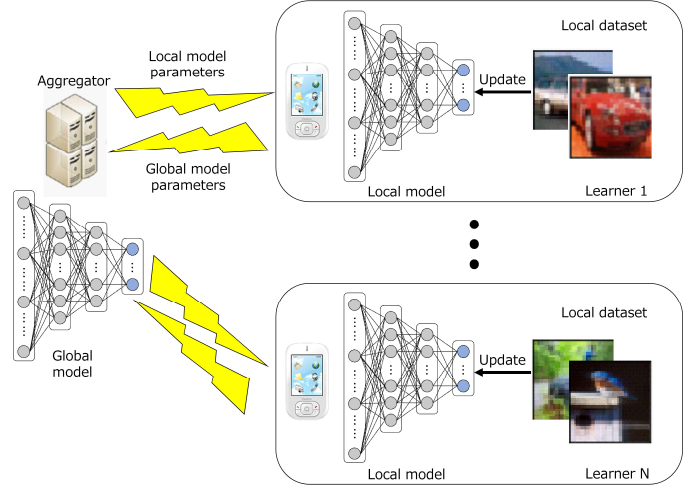 Local dataset
Local model
parameters
Aggregator
Update
Global model
parameters
Local model
Learner 1
Local dataset
Global
model
Update
Local model
Learner N